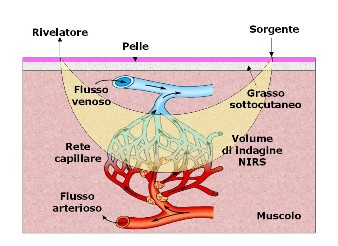 Rivelatore
Sorgente
Pelle
Flusso
venoso
Grasso
sottocutaneo
Rete
capillare
Volume
di indagine
NIRS
Flusso
arterioso
Muscolo